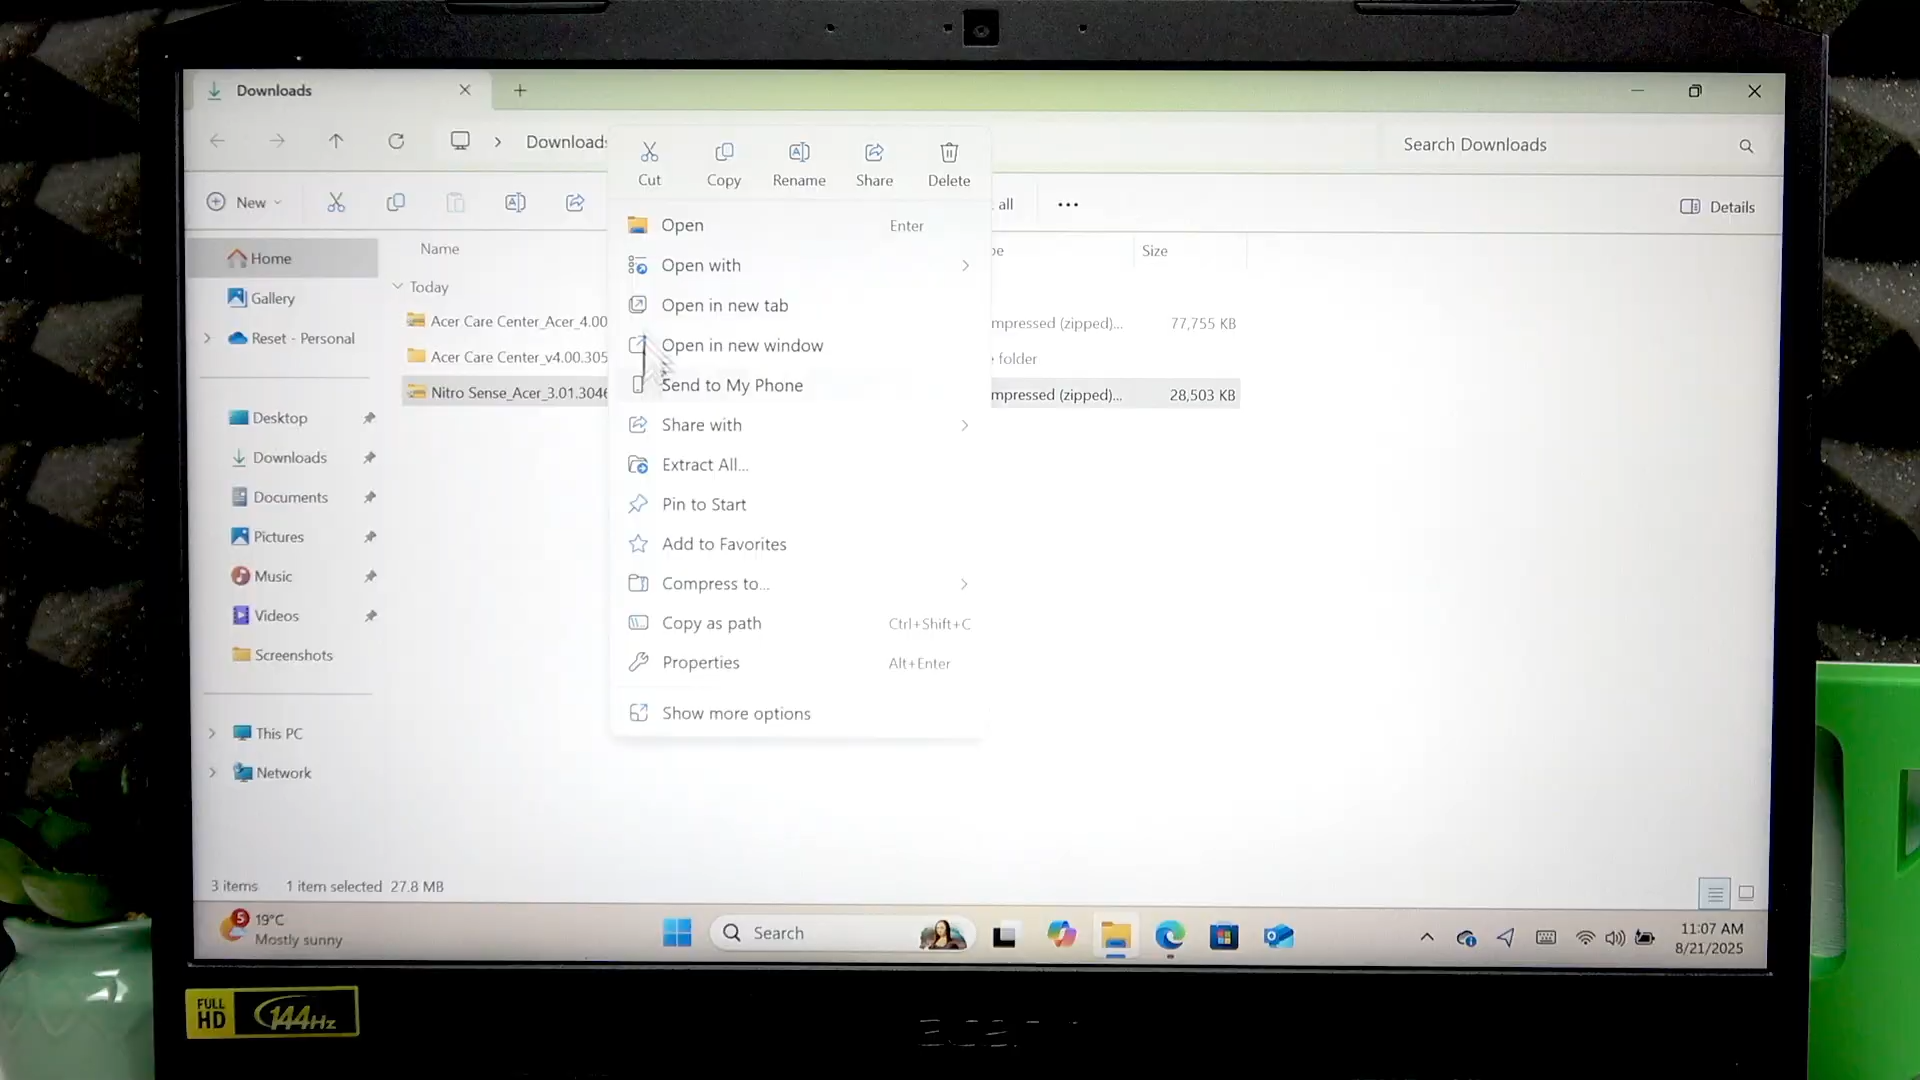 Downloads
Downloads
Search Downloads
New
all
Details
Cut
Copy
Rename
Share
Delete
Open Enter
Open with
Open in new tab
Open in new window
Send to My Phone
Share with
Extract All...
Pin to Start
Add to Favorites
Compress to...
Copy as path Ctrl+Shift+C
Properties Alt+Enter
Show more options
Home
Gallery
Reset - Personal
Desktop
Downloads
Documents
Pictures
Music
Videos
Screenshots
This PC
Network
Name Size
Today
Acer Care Center_Acer_4.00 mpressed (zipped)... 77,755 KB
Acer Care Center_v4.00.305 folder
Nitro Sense_Acer_3.01.3046 mpressed (zipped)... 28,503 KB
3 items 1 item selected 27.8 MB
5
19°C
Mostly sunny
Search
11:07 AM
8/21/2025
FULL HD 144Hz
acer